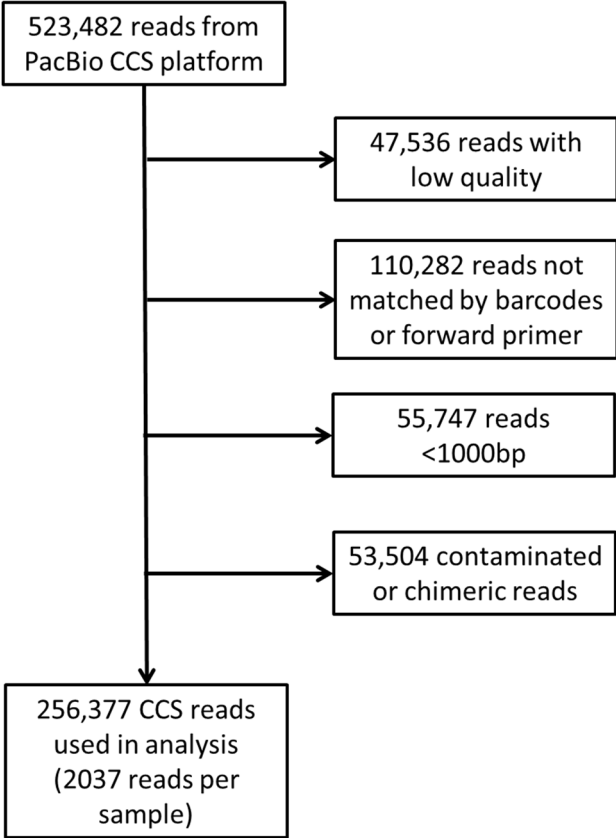 523,482 reads from
PacBio CCS platform
47,536 reads with
low quality
110,282 reads not
matched by barcodes
or forward primer
55,747 reads
<1000bp
53,504 contaminated
or chimeric reads
256,377 CCS reads
used in analysis
(2037 reads per
sample)